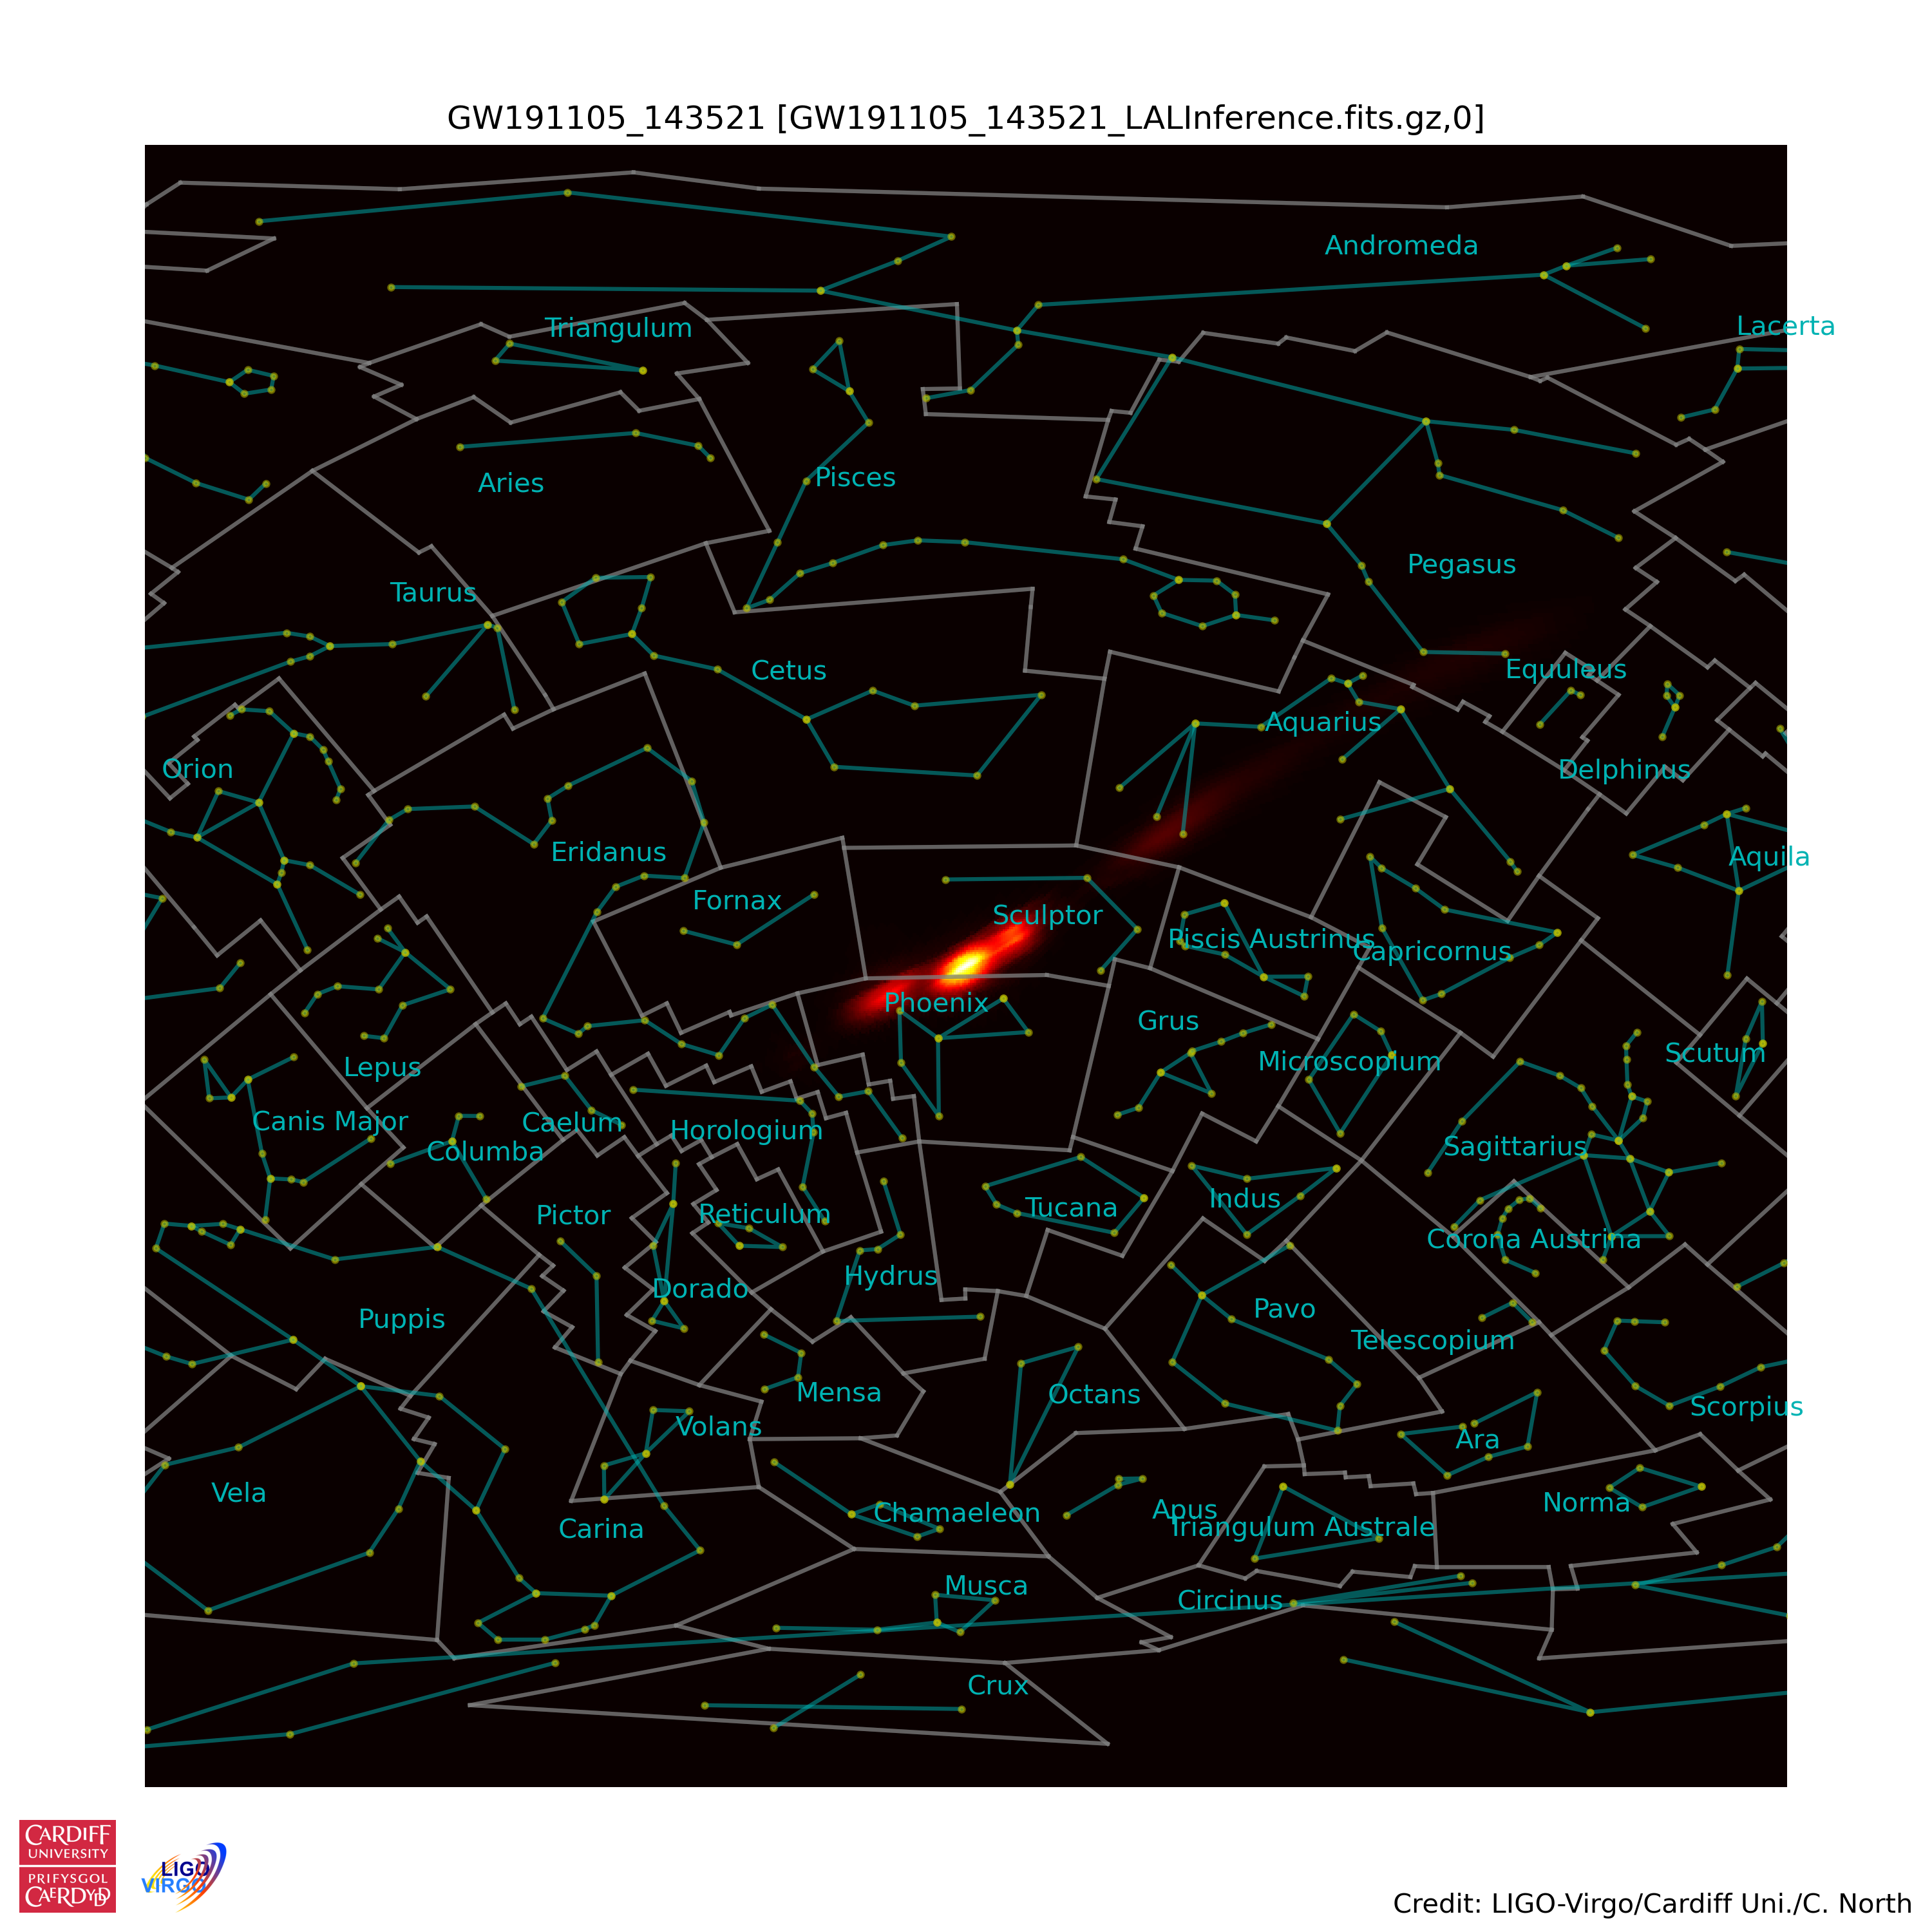 GW191105_143521 [GW191105_143521_LALInference.fits.gz,0]
Andromeda
Triangulum
Lacerta
Aries
Pisces
Pegasus
Taurus
Cetus
Equuleus
Aquarius
Orion
Delphinus
Eridanus
Aquila
Fornax
Sculptor
Piscis Austrinus
Capricornus
Phoenix
Grus
Scutum
Microscopium
Lepus
Canis Major
Caelum
Horologium
Columba
Sagittarius
Pictor
Reticulum
Tucana
Indus
Corona Austrina
Hydrus
Dorado
Pavo
Puppis
Telescopium
Mensa
Octans
Scorpius
Volans
Ara
Vela
Norma
Carina
Chamaeleon
Apus
Triangulum Australe
Musca
Circinus
Crux
CARDIFF
UNIVERSITY
PRIFYSGOL
CAERDYDD
LIGO
VIRGO
Credit: LIGO-Virgo/Cardiff Uni./C. North